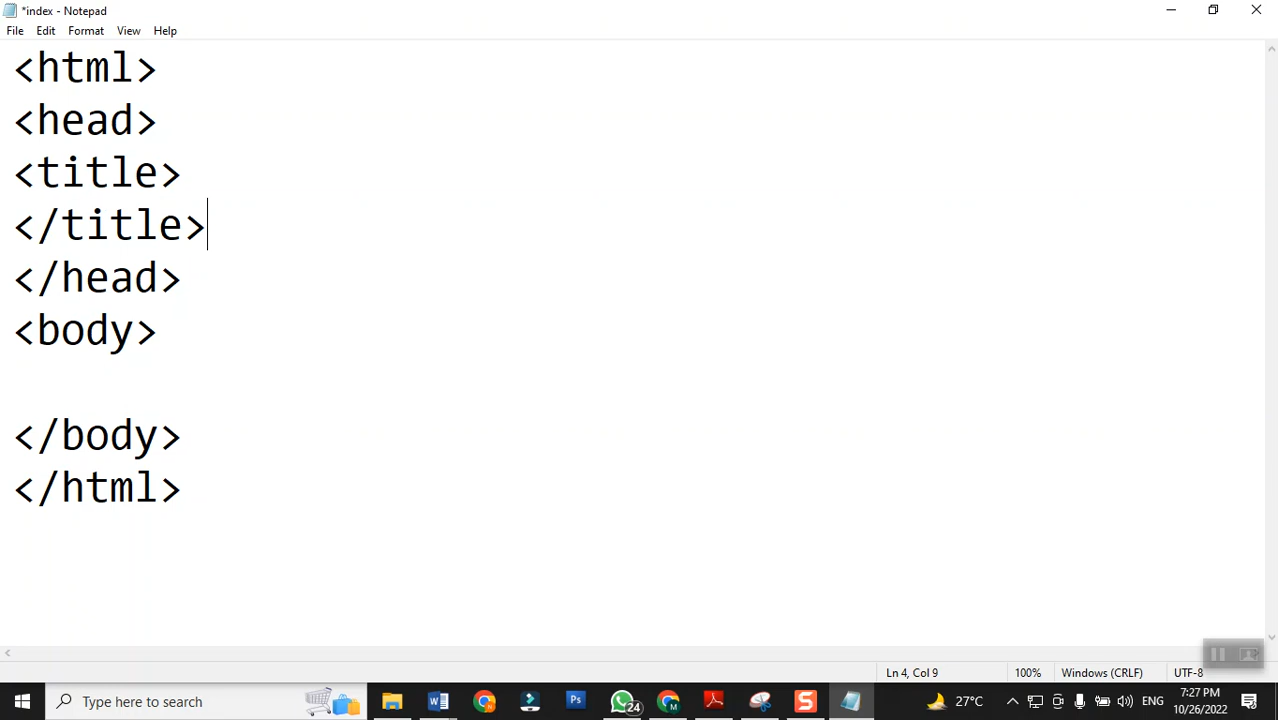 *index - Notepad
File Edit Format View Help
<html>
<head>
<title>
</title>
</head>
<body>
</body>
</html>
Ln 4, Col 9 100% Windows (CRLF) UTF-8
Type here to search 24 M 27°C ENG 7:27 PM
10/26/2022